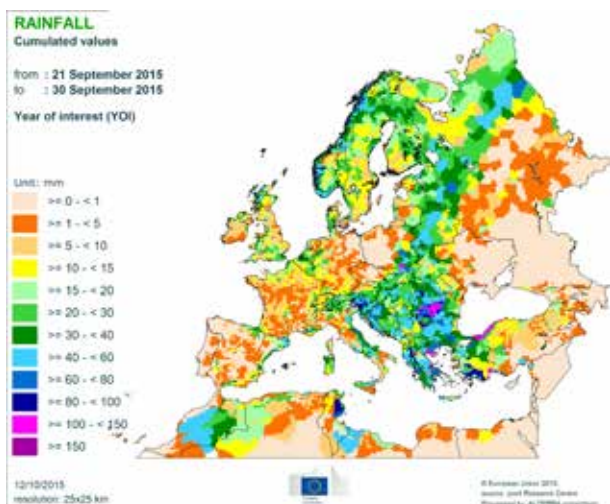 RAINFALL
Cumulated values
from : 21 September 2015
to : 30 September 2015
Year of interest (YOI)
Unit: mm
>= 0 - < 1
>= 1 - < 5
>= 5 - < 10
>= 10 - < 15
>= 15 - < 20
>= 20 - < 30
>= 30 - < 40
>= 40 - < 60
>= 60 - < 80
>= 80 - < 100
>= 100 - < 150
>= 150
12/10/2015
resolution: 25x25 km
© European Union 2015
source: Joint Research Centre